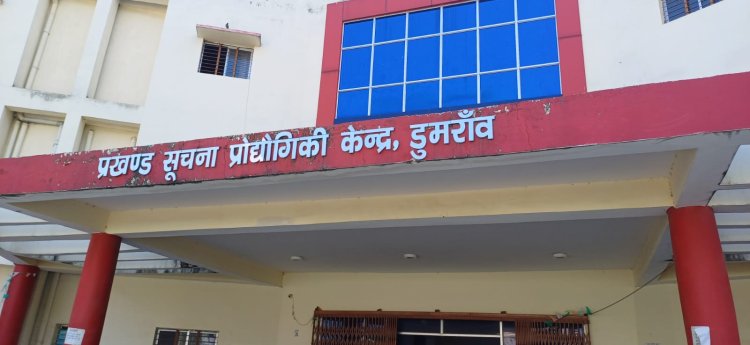 प्रखण्ड सूचना प्रोद्यौगिकी केन्द्र, डुमराँव